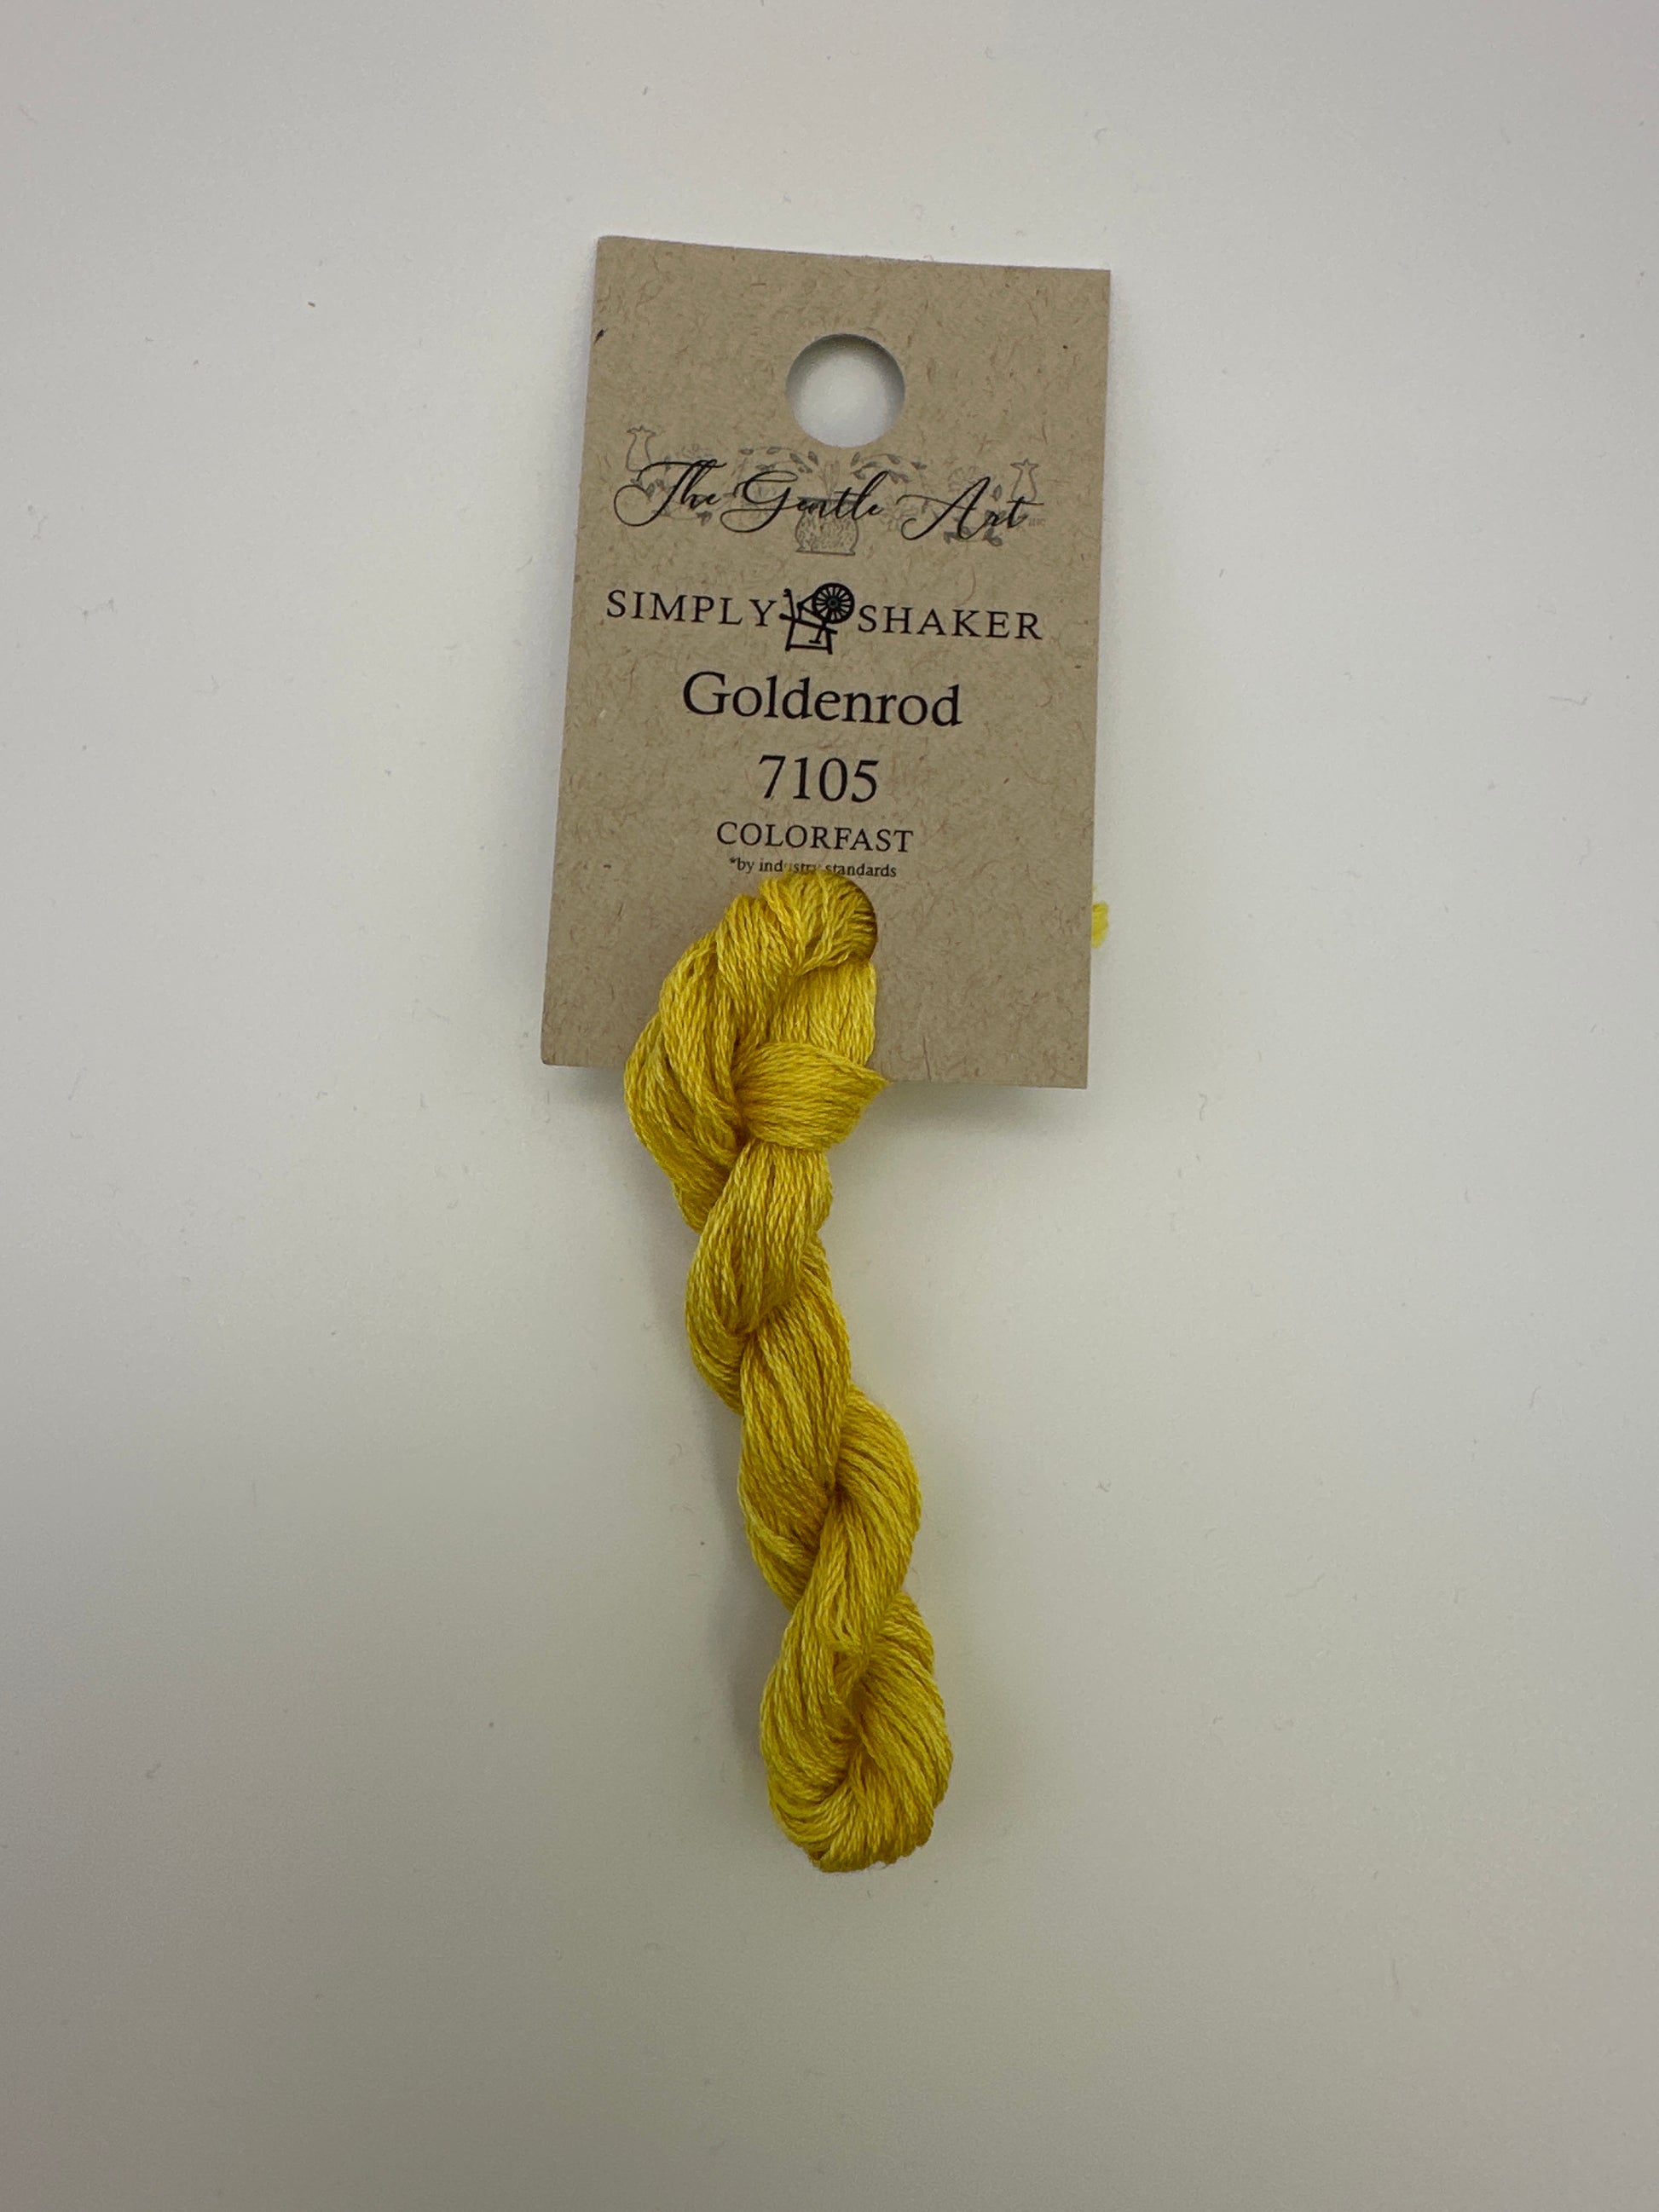 The Gentle Art
SIMPLY SHAKER
Goldenrod
7105
COLORFAST
*by industry standards